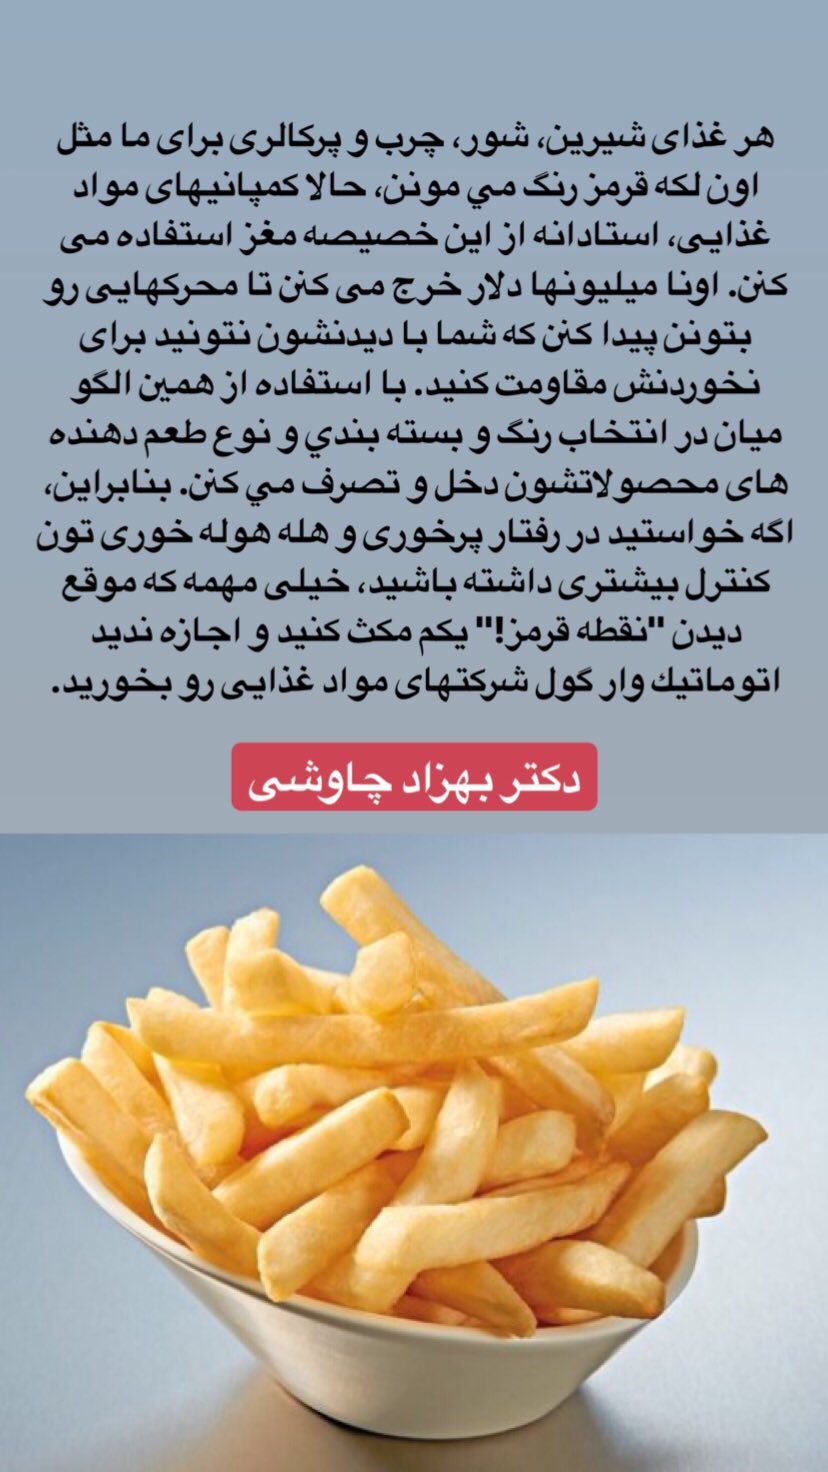 هر غذای شیرین، شور، چرب و پرکالری برای ما مثل
اون لکه قرمز رنگ مي مونن، حالا کمپانیهای مواد
غذایی، استادانه از این خصیصه مغز استفاده می
کنن. اونا میلیونها دلار خرج می کنن تا محرکهایی رو
بتونن پیدا کنن که شما با دیدنشون نتونید برای
نخوردنش مقاومت کنید. با استفاده از همین الگو
میان در انتخاب رنگ و بسته بندي و نوع طعم دهنده
های محصولاتشون دخل و تصرف مي کنن. بنابراین،
اگه خواستید در رفتار پرخوری و هله هوله خوری تون
کنترل بیشتری داشته باشید، خیلی مهمه که موقع
دیدن "نقطه قرمز!" یکم مکث کنید و اجازه ندید
اتوماتيك وار گول شرکتهای مواد غذایی رو بخورید.
دکتر بهزاد چاوشی